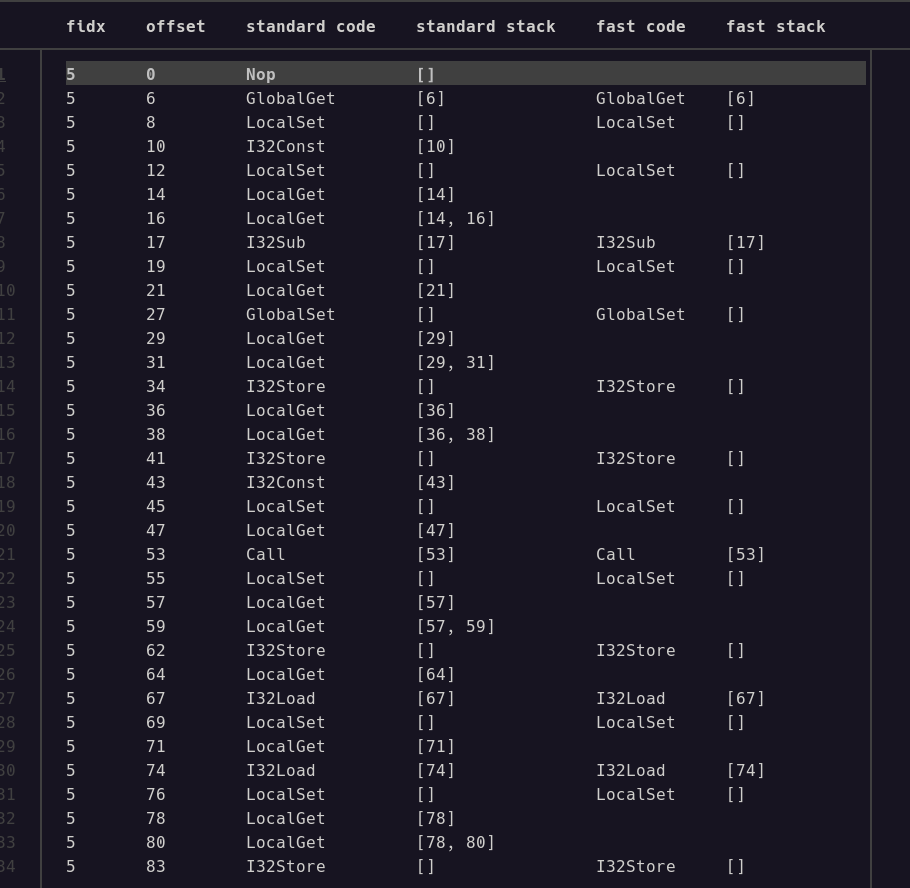 fidx offset standard code standard stack fast code fast stack
1 5 0 Nop []
2 5 6 GlobalGet [6] GlobalGet [6]
3 5 8 LocalSet [] LocalSet []
4 5 10 I32Const [10]
5 5 12 LocalSet [] LocalSet []
6 5 14 LocalGet [14]
7 5 16 LocalGet [14, 16]
8 5 17 I32Sub [17] I32Sub [17]
9 5 19 LocalSet [] LocalSet []
10 5 21 LocalGet [21]
11 5 27 GlobalSet [] GlobalSet []
12 5 29 LocalGet [29]
13 5 31 LocalGet [29, 31]
14 5 34 I32Store [] I32Store []
15 5 36 LocalGet [36]
16 5 38 LocalGet [36, 38]
17 5 41 I32Store [] I32Store []
18 5 43 I32Const [43]
19 5 45 LocalSet [] LocalSet []
20 5 47 LocalGet [47]
21 5 53 Call [53] Call [53]
22 5 55 LocalSet [] LocalSet []
23 5 57 LocalGet [57]
24 5 59 LocalGet [57, 59]
25 5 62 I32Store [] I32Store []
26 5 64 LocalGet [64]
27 5 67 I32Load [67] I32Load [67]
28 5 69 LocalSet [] LocalSet []
29 5 71 LocalGet [71]
30 5 74 I32Load [74] I32Load [74]
31 5 76 LocalSet [] LocalSet []
32 5 78 LocalGet [78]
33 5 80 LocalGet [78, 80]
34 5 83 I32Store [] I32Store []